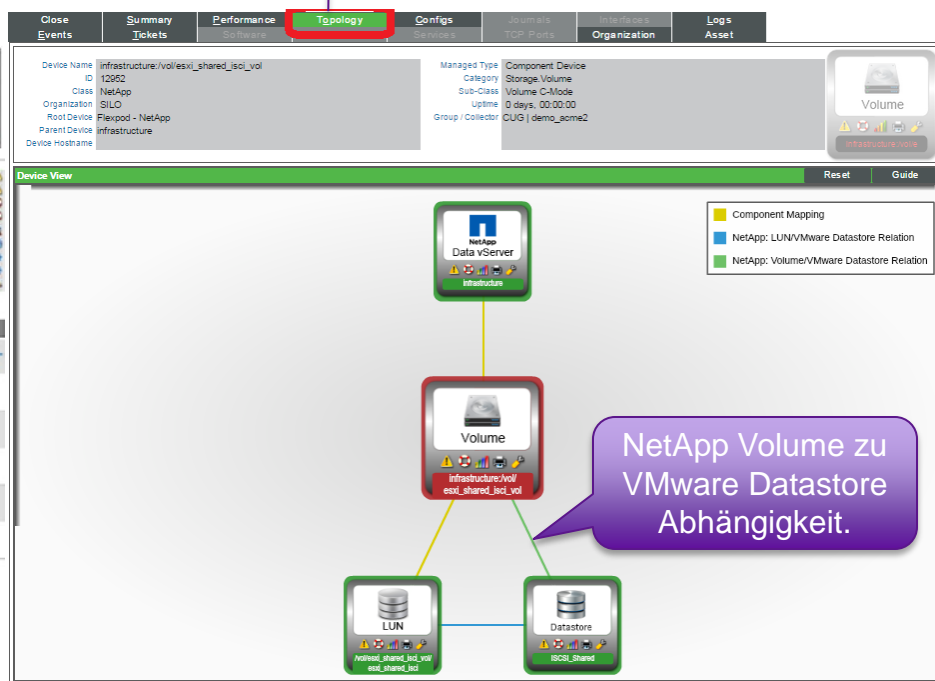 Close Summary Performance Topology Configs Journals Interfaces Logs
Events Tickets Software Services TCP Ports Organization Asset
Device Name infrastructure:/vol/esxi_shared_isci_vol
ID 12952
Class NetApp
Organization SILO
Root Device Flexpod - NetApp
Parent Device infrastructure
Device Hostname
Managed Type Component Device
Category Storage.Volume
Sub-Class Volume C-Mode
Uptime 0 days, 00:00:00
Group / Collector CUG | demo_acme2
Volume
infrastructure:/vol/e
Device View Reset Guide
Component Mapping
NetApp: LUN/VMware Datastore Relation
NetApp: Volume/VMware Datastore Relation
NetApp
Data vServer
infrastructure
Volume
infrastructure:/vol/
esxi_shared_isci_vol
NetApp Volume zu
VMware Datastore
Abhängigkeit.
LUN
/vol/esxi_shared_isci_vol/
esxi_shared_isci
Datastore
ISCSI_Shared